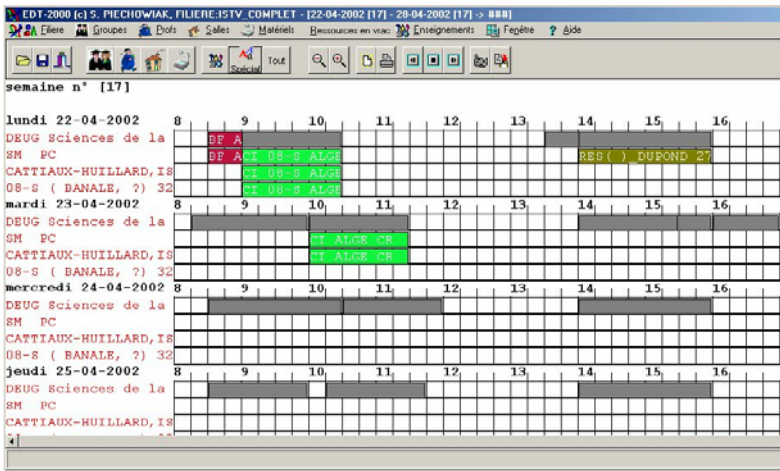 EDT-2000 (c) S. PIECHOWIAK, FILIERE:ISTV_COMPLET - [22-04-2002 [17] - 28-04-2002 [17] -> ###]
Filiere Groupes Profs Salles Matériels Ressources en vrac Enseignements Fenêtre ? Aide
Spécial Tout
semaine n° [17]
lundi 22-04-2002 8 9 10 11 12 13 14 15 16
DEUG Sciences de la BF A
SM PC BF A CI 08-S ALGE RES( )_DUPOND 27
CATTIAUX-HUILLARD,IS CI 08-S ALGE
08-S ( BANALE, ?) 32 CI 08-S ALGE
mardi 23-04-2002 8 9 10 11 12 13 14 15 16
DEUG Sciences de la
SM PC CI ALGE CR
CATTIAUX-HUILLARD,IS CI ALGE CR
08-S ( BANALE, ?) 32
mercredi 24-04-2002 8 9 10 11 12 13 14 15 16
DEUG Sciences de la
SM PC
CATTIAUX-HUILLARD,IS
08-S ( BANALE, ?) 32
jeudi 25-04-2002 8 9 10 11 12 13 14 15 16
DEUG Sciences de la
SM PC
CATTIAUX-HUILLARD,IS